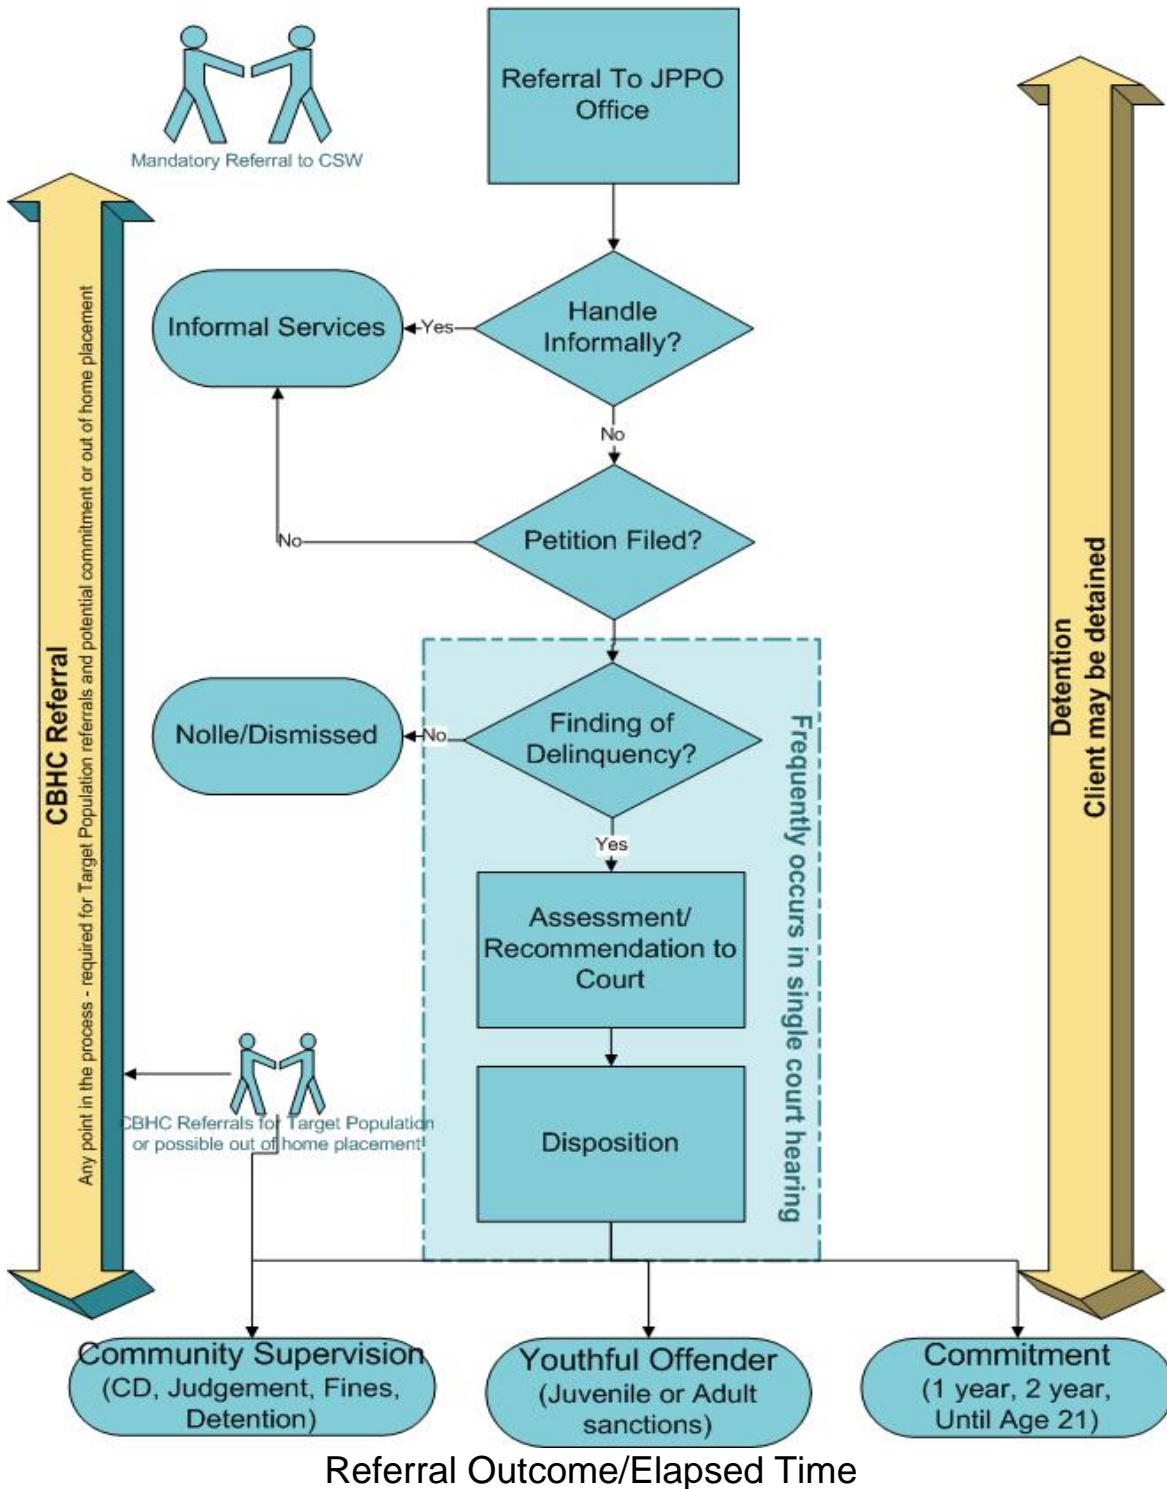 Referral To JPPO
Office
Mandatory Referral to CSW
Handle
Informally?
Yes
Informal Services
No
Petition Filed?
No
Finding of
Delinquency?
No
Nolle/Dismissed
Yes
Assessment/
Recommendation to
Court
Disposition
Frequently occurs in single court hearing
CBHC Referral
Any point in the process - required for Target Population referrals and potential commitment or out of home placement
Detention
Client may be detained
CBHC Referrals for Target Population
or possible out of home placement
Community Supervision
(CD, Judgement, Fines,
Detention)
Youthful Offender
(Juvenile or Adult
sanctions)
Commitment
(1 year, 2 year,
Until Age 21)
Referral Outcome/Elapsed Time